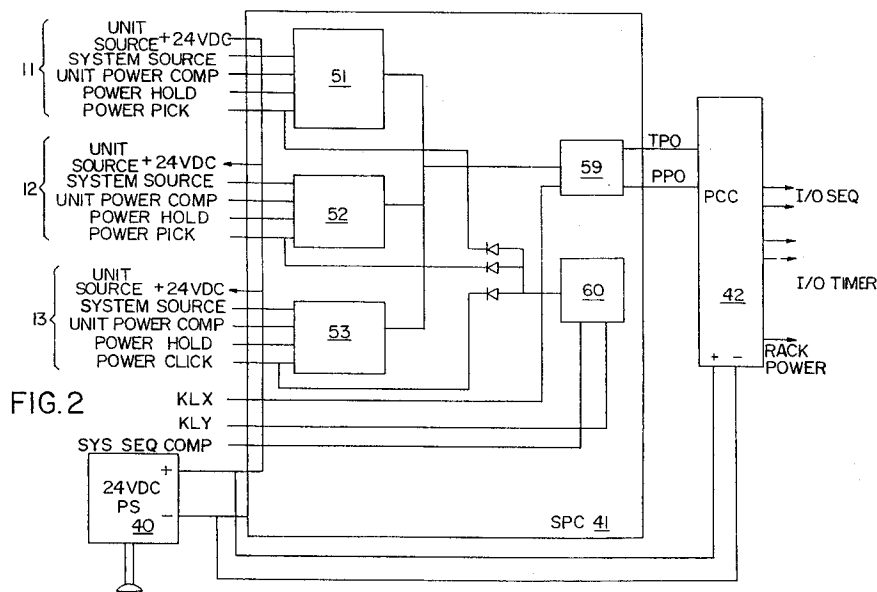 UNIT
SOURCE +24VDC
SYSTEM SOURCE
UNIT POWER COMP
POWER HOLD
POWER PICK
11
51
UNIT
SOURCE +24VDC
SYSTEM SOURCE
UNIT POWER COMP
POWER HOLD
POWER PICK
12
52
UNIT
SOURCE +24VDC
SYSTEM SOURCE
UNIT POWER COMP
POWER HOLD
POWER CLICK
13
53
59
60
TPO
PPO
PCC
42
+ −
I/O SEQ
I/O TIMER
RACK
POWER
FIG. 2
KLX
KLY
SYS SEQ COMP
24VDC
PS
40
+
−
SPC 41